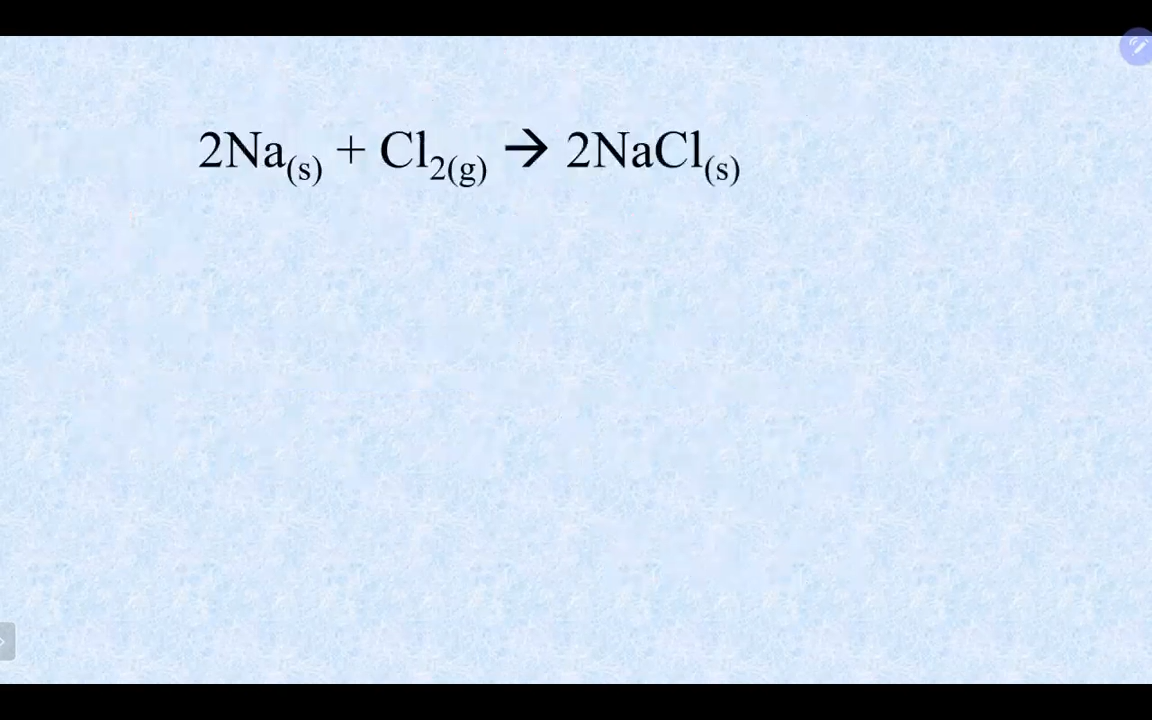 2Na(s) + Cl2(g) → 2NaCl(s)